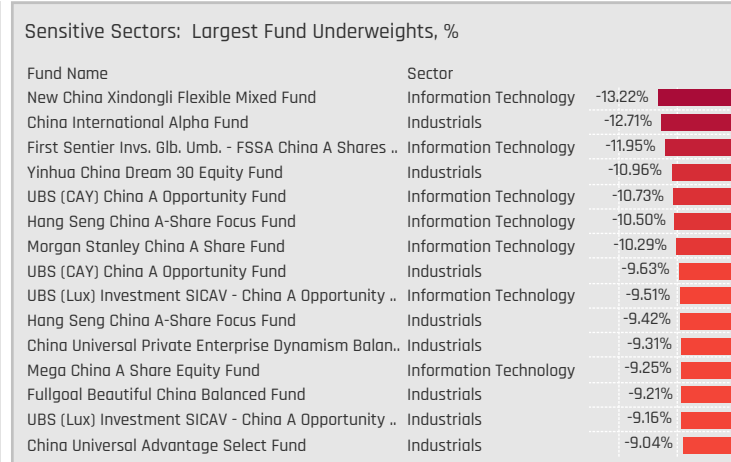 Sensitive Sectors: Largest Fund Underweights, %
Fund Name Sector
New China Xindongli Flexible Mixed Fund Information Technology -13.22%
China International Alpha Fund Industrials -12.71%
First Sentier Invs. Glb. Umb. - FSSA China A Shares .. Information Technology -11.95%
Yinhua China Dream 30 Equity Fund Industrials -10.96%
UBS (CAY) China A Opportunity Fund Information Technology -10.73%
Hang Seng China A-Share Focus Fund Information Technology -10.50%
Morgan Stanley China A Share Fund Information Technology -10.29%
UBS (CAY) China A Opportunity Fund Industrials -9.63%
UBS (Lux) Investment SICAV - China A Opportunity .. Information Technology -9.51%
Hang Seng China A-Share Focus Fund Industrials -9.42%
China Universal Private Enterprise Dynamism Balan.. Industrials -9.31%
Mega China A Share Equity Fund Information Technology -9.25%
Fullgoal Beautiful China Balanced Fund Industrials -9.21%
UBS (Lux) Investment SICAV - China A Opportunity .. Industrials -9.16%
China Universal Advantage Select Fund Industrials -9.04%